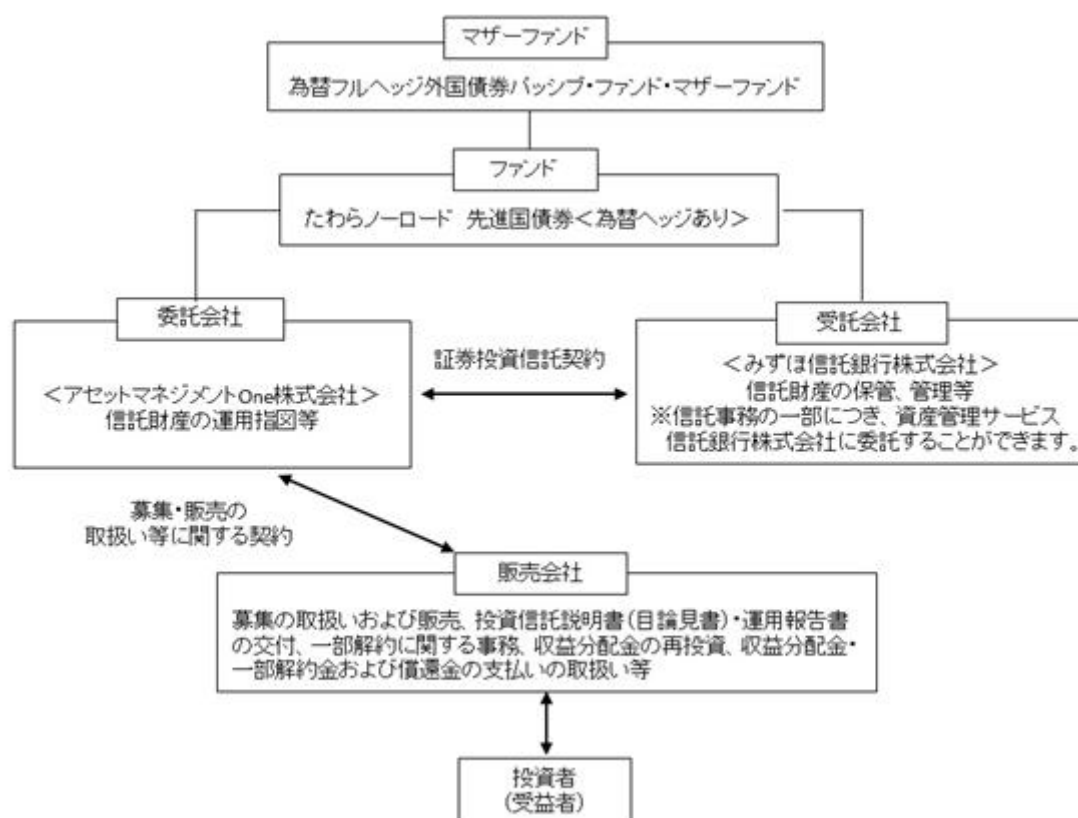 マザーファンド
為替フルヘッジ外国債券パッシブ・ファンド・マザーファンド
ファンド
たわらノーロード 先進国債券<為替ヘッジあり>
委託会社
<アセットマネジメントOne株式会社>
信託財産の運用指図等
証券投資信託契約
受託会社
<みずほ信託銀行株式会社>
信託財産の保管、管理等
※信託事務の一部につき、資産管理サービス
信託銀行株式会社に委託することができます。
募集・販売の
取扱い等に関する契約
販売会社
募集の取扱いおよび販売、投資信託説明書(目論見書)・運用報告書
の交付、一部解約に関する事務、収益分配金の再投資、収益分配金・
一部解約金および償還金の支払いの取扱い等
投資者
(受益者)